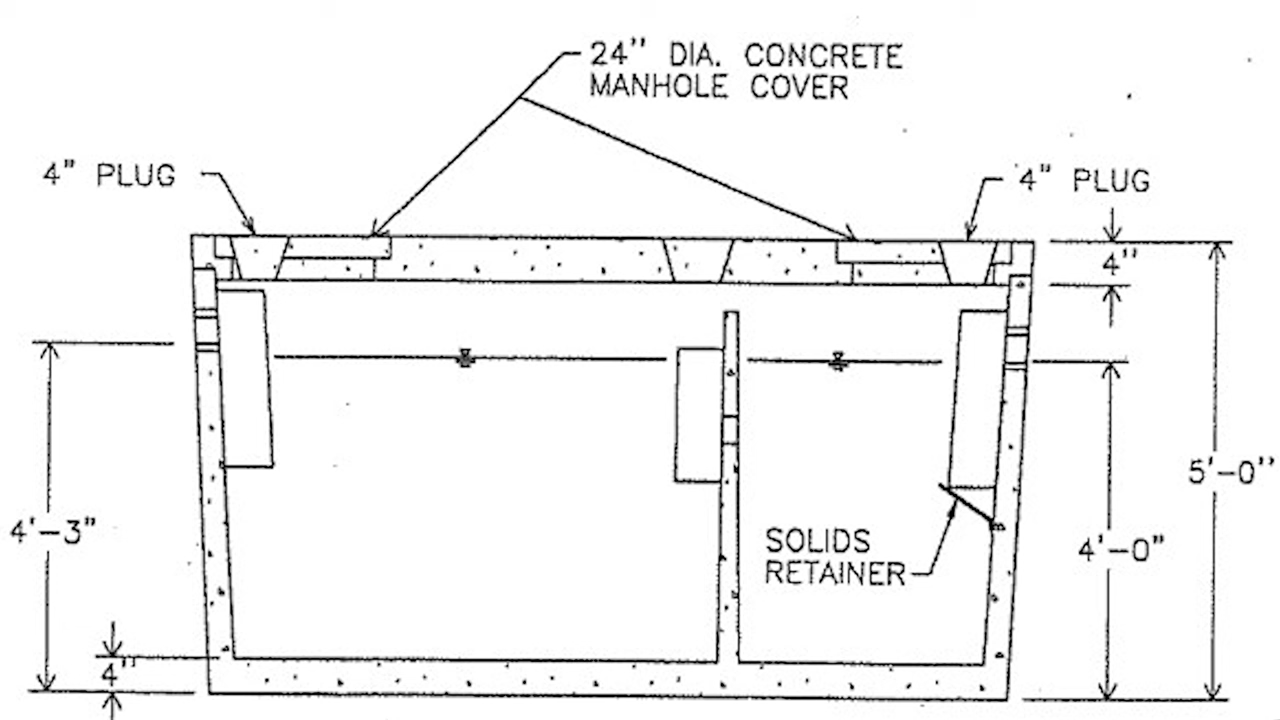 24" DIA. CONCRETE
MANHOLE COVER
4" PLUG
4" PLUG
4"
5'-0"
4'-3"
SOLIDS
RETAINER
4'-0"
4"